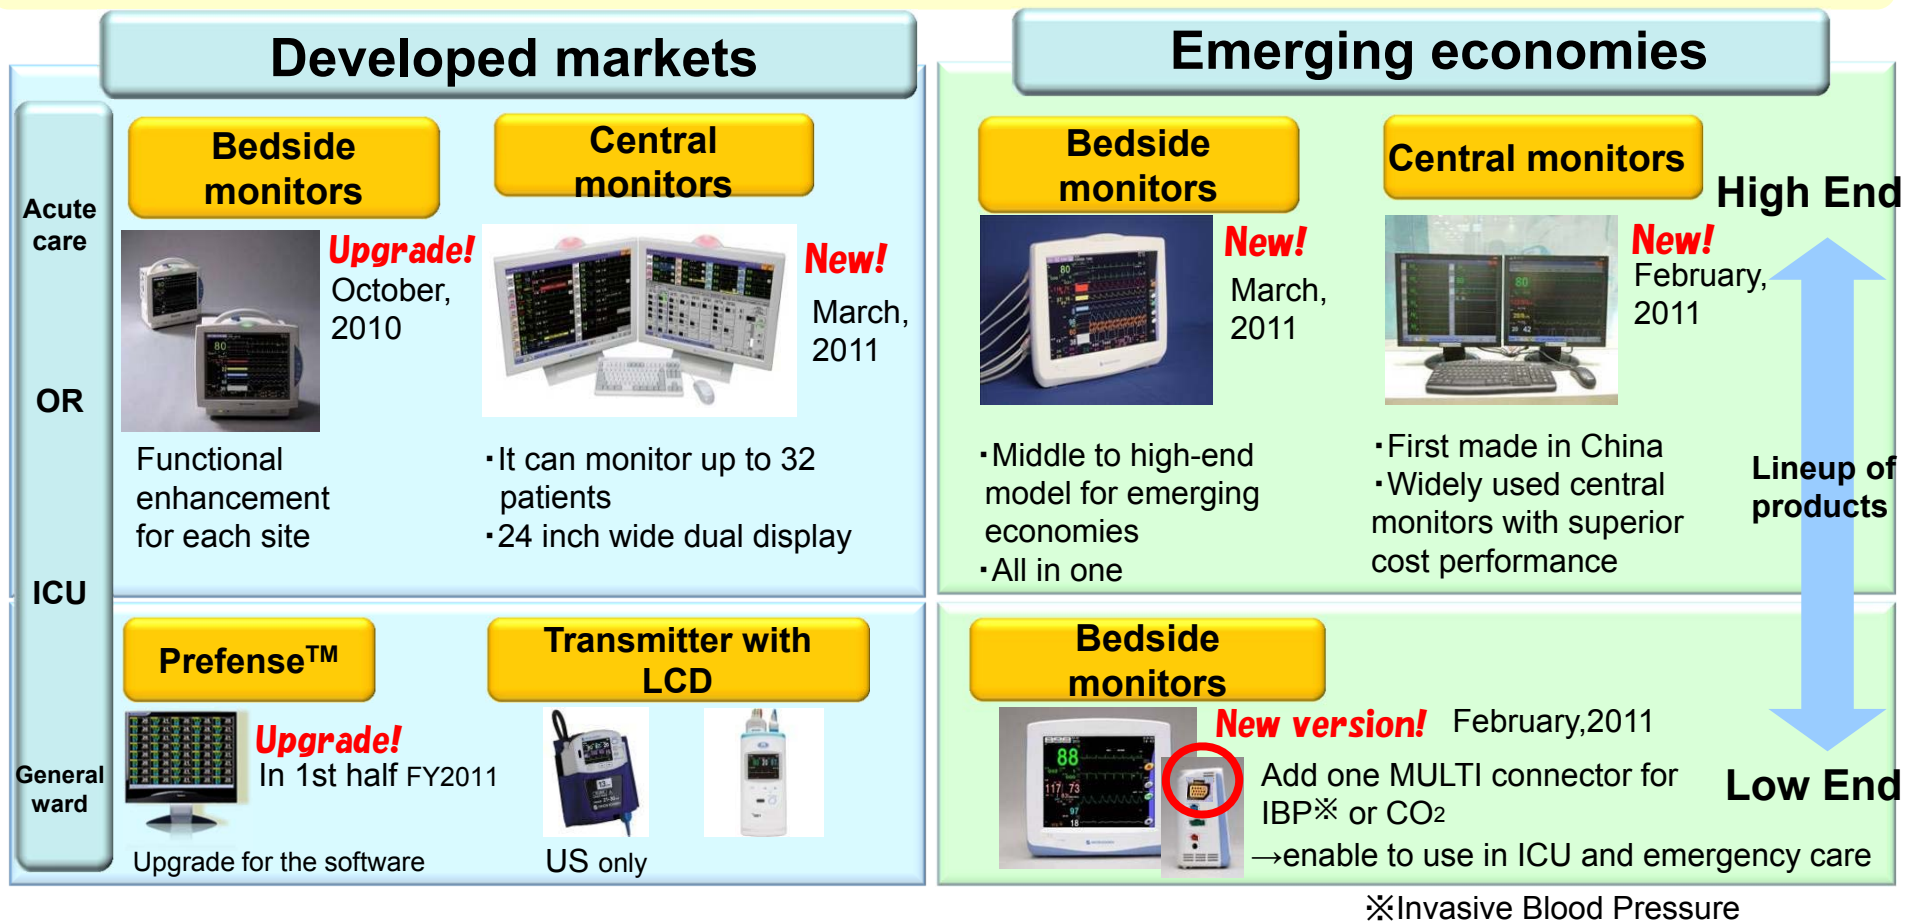 Developed markets
Emerging economies
Acute
care
OR
ICU
General
ward
Bedside
monitors
Upgrade!
October,
2010
Functional
enhancement
for each site
Central
monitors
New!
March,
2011
・It can monitor up to 32
patients
・24 inch wide dual display
Prefense™
Upgrade!
In 1st half FY2011
Upgrade for the software
Transmitter with
LCD
US only
Bedside
monitors
New!
March,
2011
・Middle to high-end
model for emerging
economies
・All in one
Central monitors
New!
February,
2011
・First made in China
・Widely used central
monitors with superior
cost performance
High End
Lineup of
products
Low End
Bedside
monitors
New version! February,2011
88
117 73
97
18
Add one MULTI connector for
IBP※ or CO2
→enable to use in ICU and emergency care
※Invasive Blood Pressure